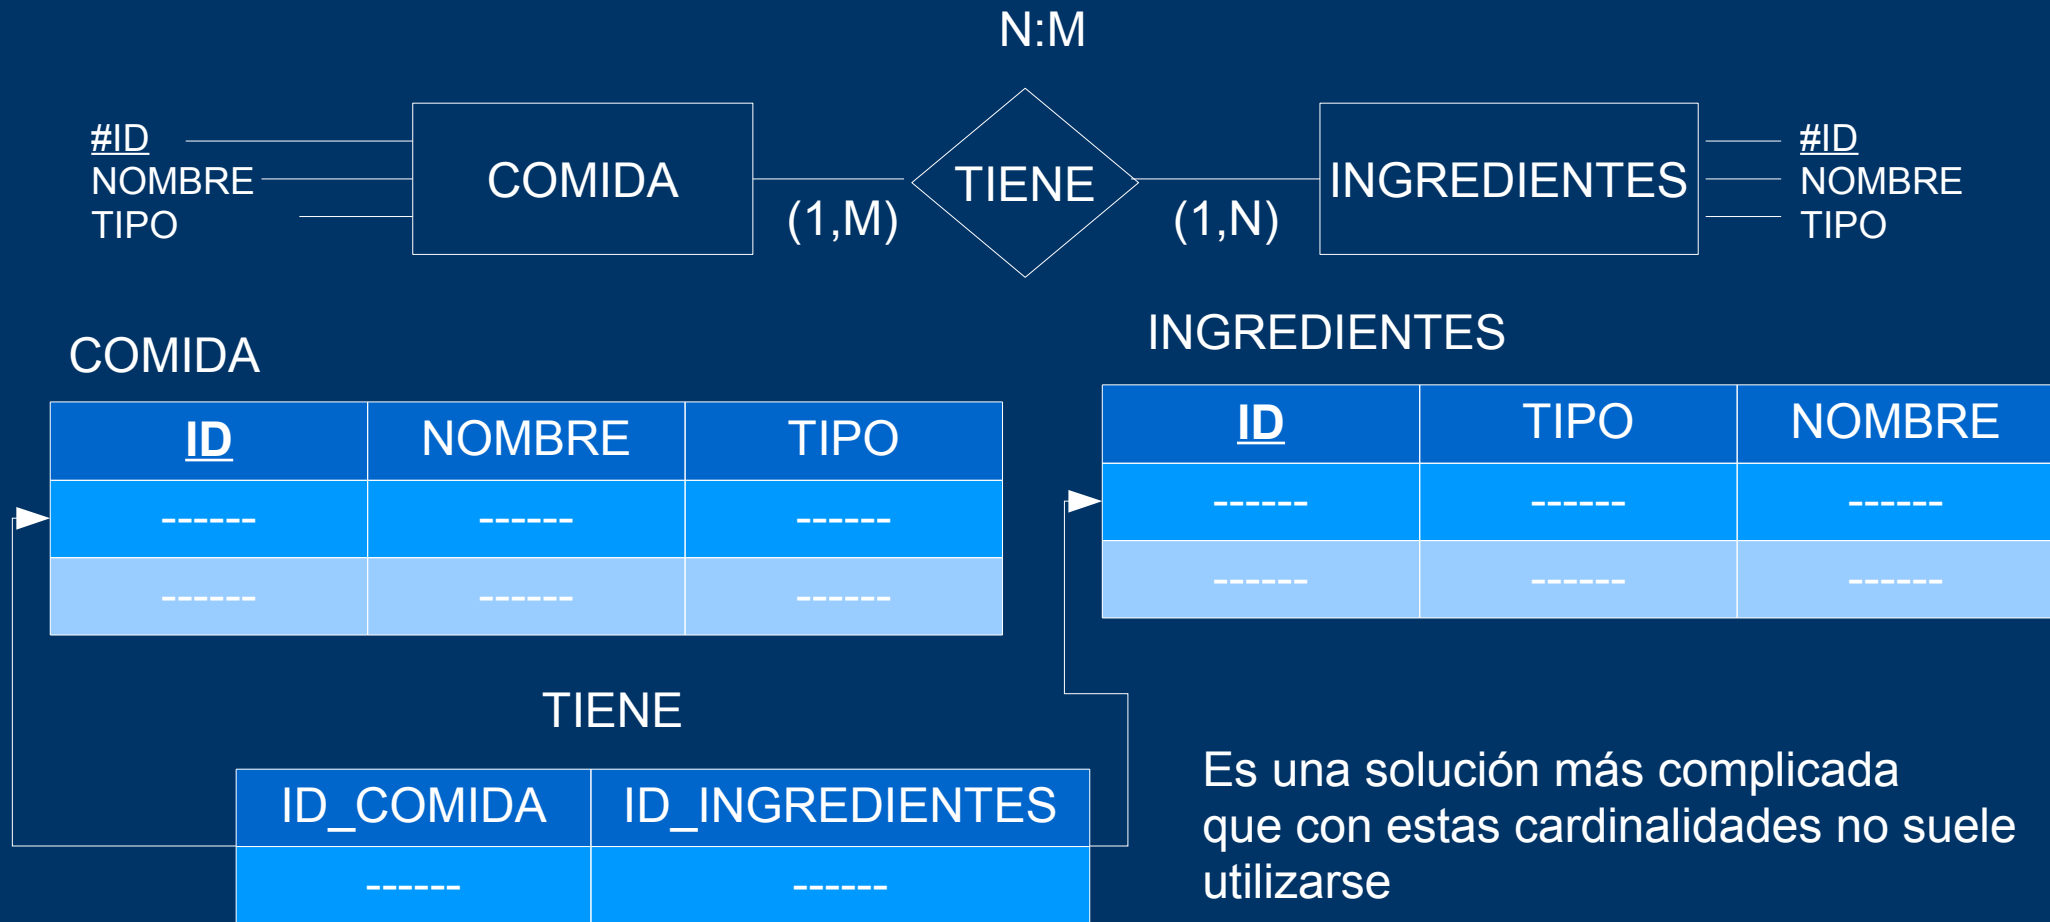 N:M
#ID
NOMBRE
TIPO
COMIDA
(1,M)
TIENE
(1,N)
INGREDIENTES
#ID
NOMBRE
TIPO
COMIDA
ID NOMBRE TIPO
------ ------ ------
------ ------ ------
INGREDIENTES
ID TIPO NOMBRE
------ ------ ------
------ ------ ------
TIENE
ID_COMIDA ID_INGREDIENTES
------ ------
Es una solución más complicada
que con estas cardinalidades no suele
utilizarse